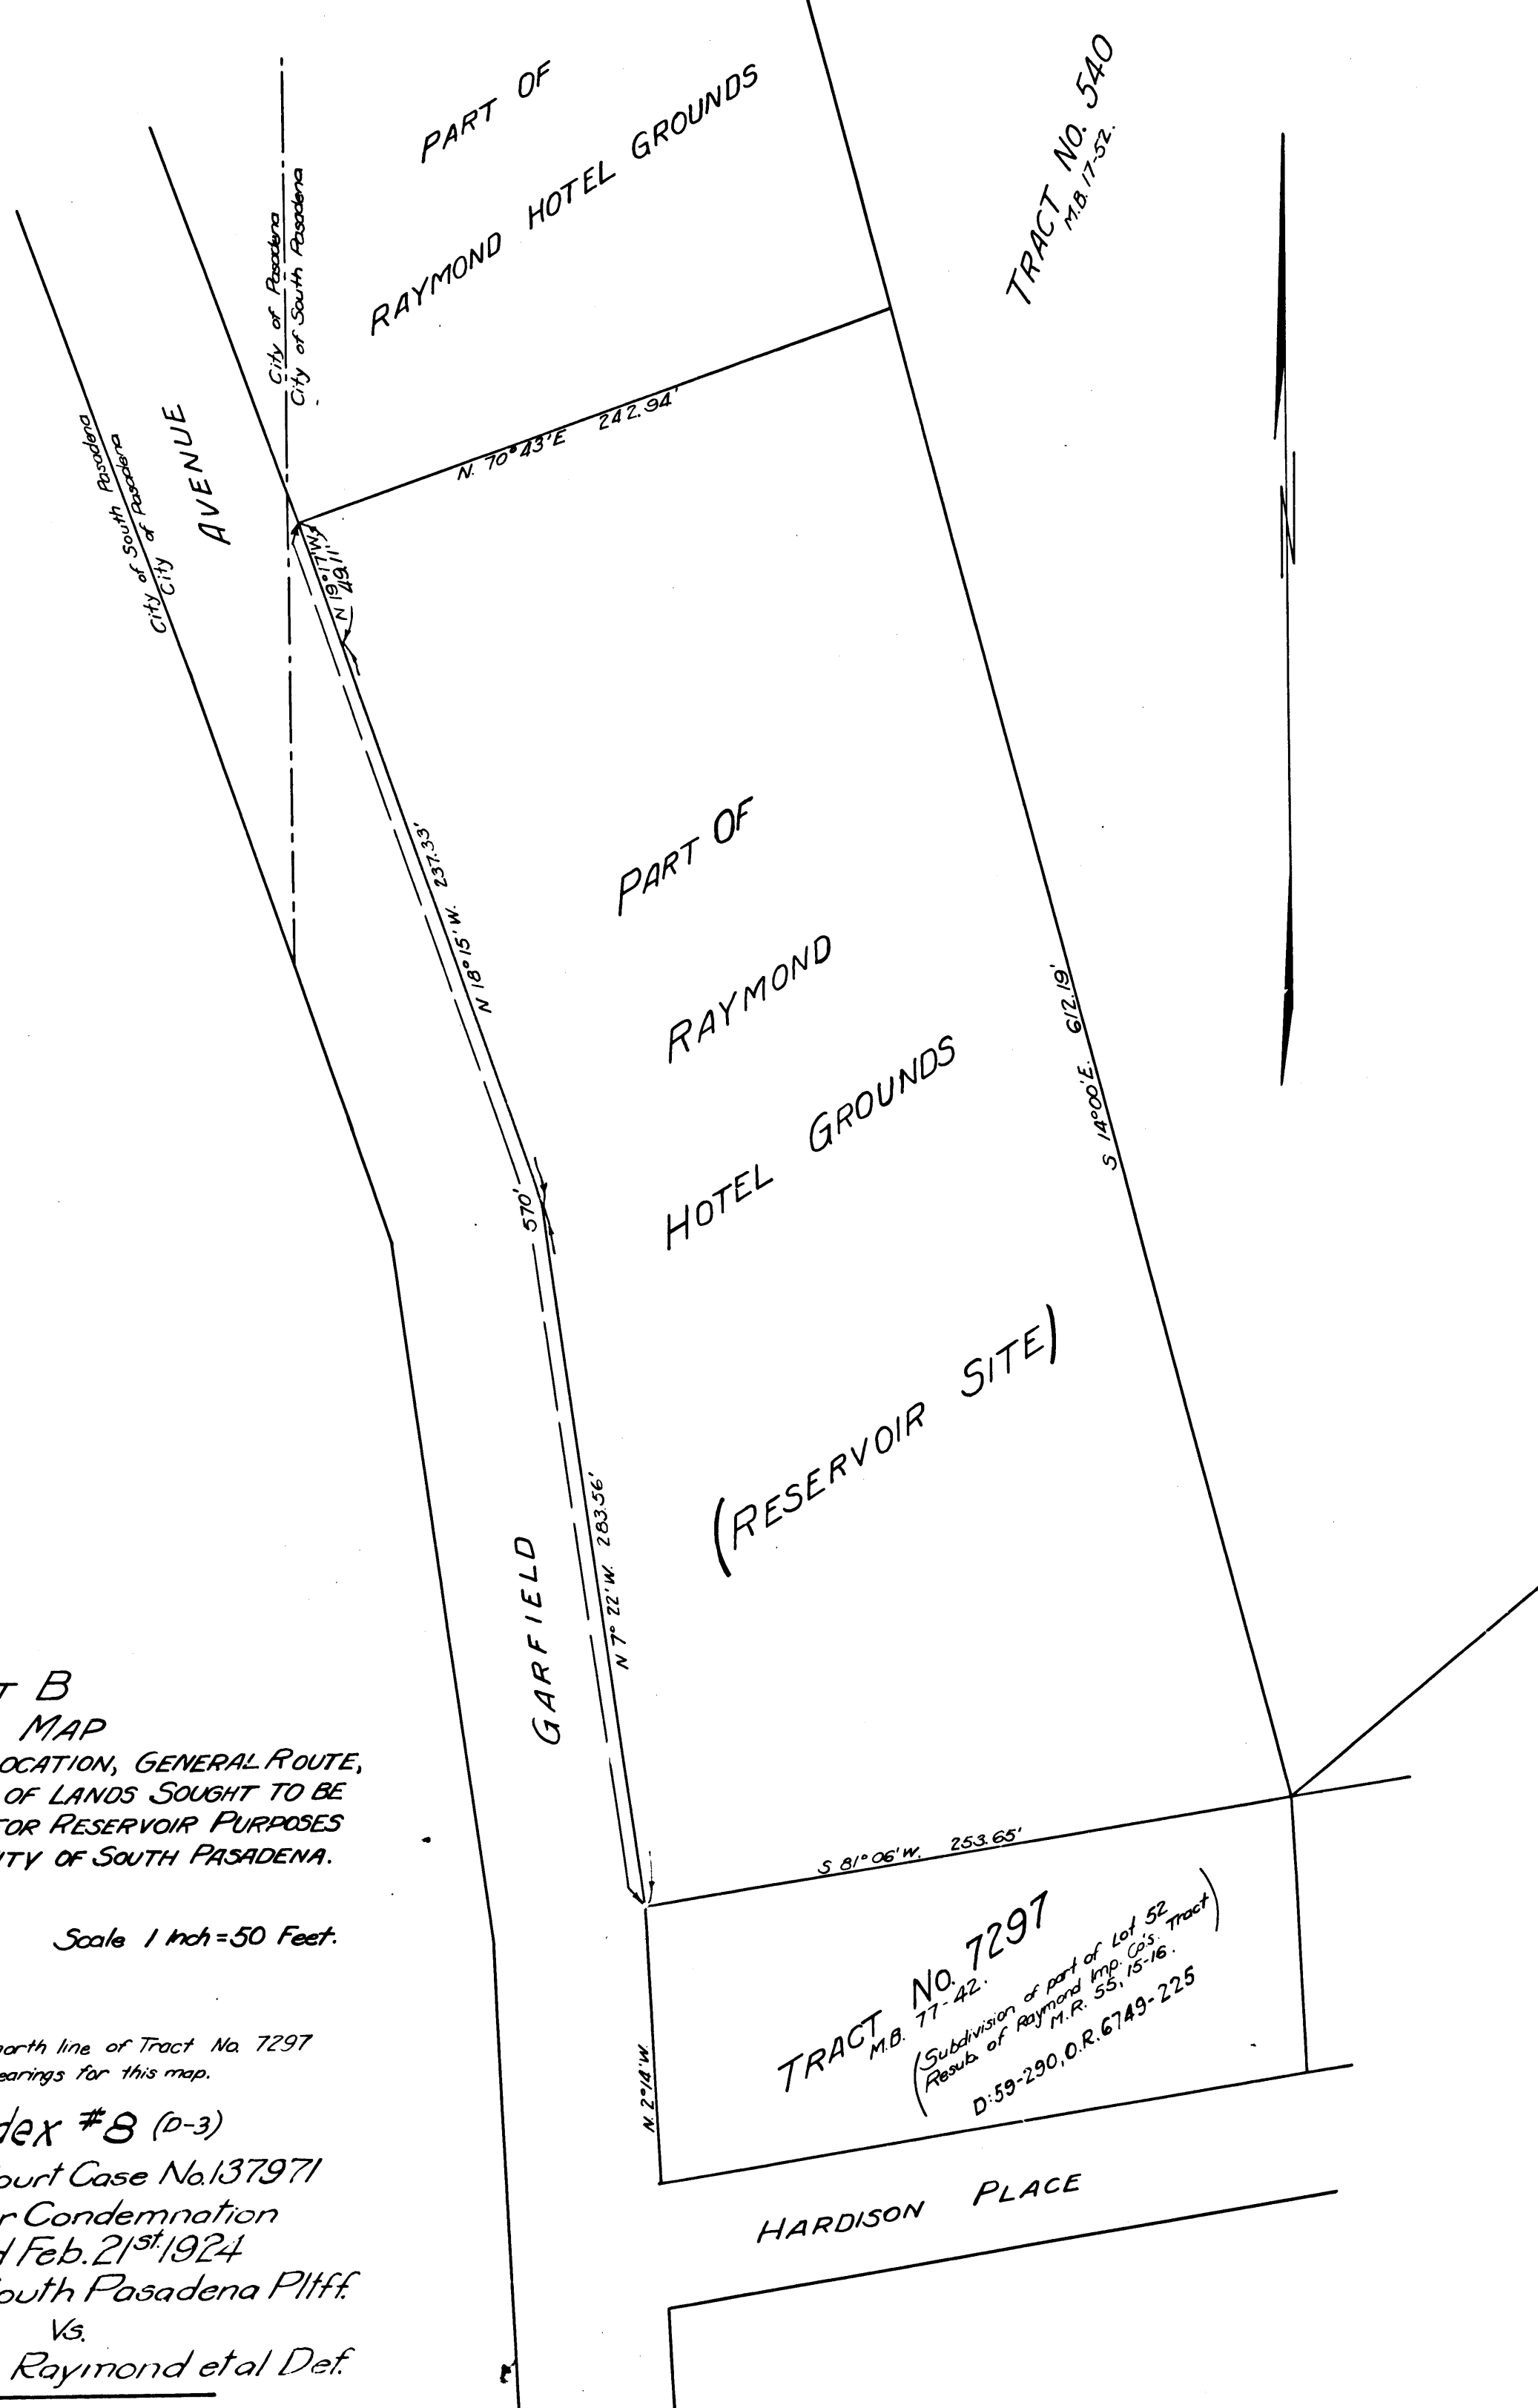 PART OF
RAYMOND HOTEL GROUNDS
TRACT NO. 540
M.B. 17-52.
City of Pasadena
City of South Pasadena
City of South Pasadena
City of Pasadena
AVENUE
N. 70°43'E 242.94'
N 19°17'W.
49.11'
N 18°15'W. 237.33'
N
PART OF
RAYMOND
HOTEL GROUNDS
(RESERVOIR SITE)
S 14°00'E. 612.19'
570'
N 7°22'W. 283.56'
GARFIELD
S 81°06'W. 253.65'
TRACT NO. 7297
M.B. 77-42.
(Subdivision of part of Lot 52
Resub. of Raymond Imp. Co's. Tract)
M.R. 55, 15-16.
D:59-290, O.R. 6749-225
N. 2°14'W.
HARDISON PLACE
T B
MAP
OCATION, GENERAL ROUTE,
OF LANDS SOUGHT TO BE
FOR RESERVOIR PURPOSES
ITY OF SOUTH PASADENA.
Scale 1 Inch=50 Feet.
north line of Tract No. 7297
earings for this map.
dex #8 (D-3)
ourt Case No.137971
r Condemnation
d Feb. 21st. 1924
outh Pasadena Pltff.
Vs.
Raymond etal Def.